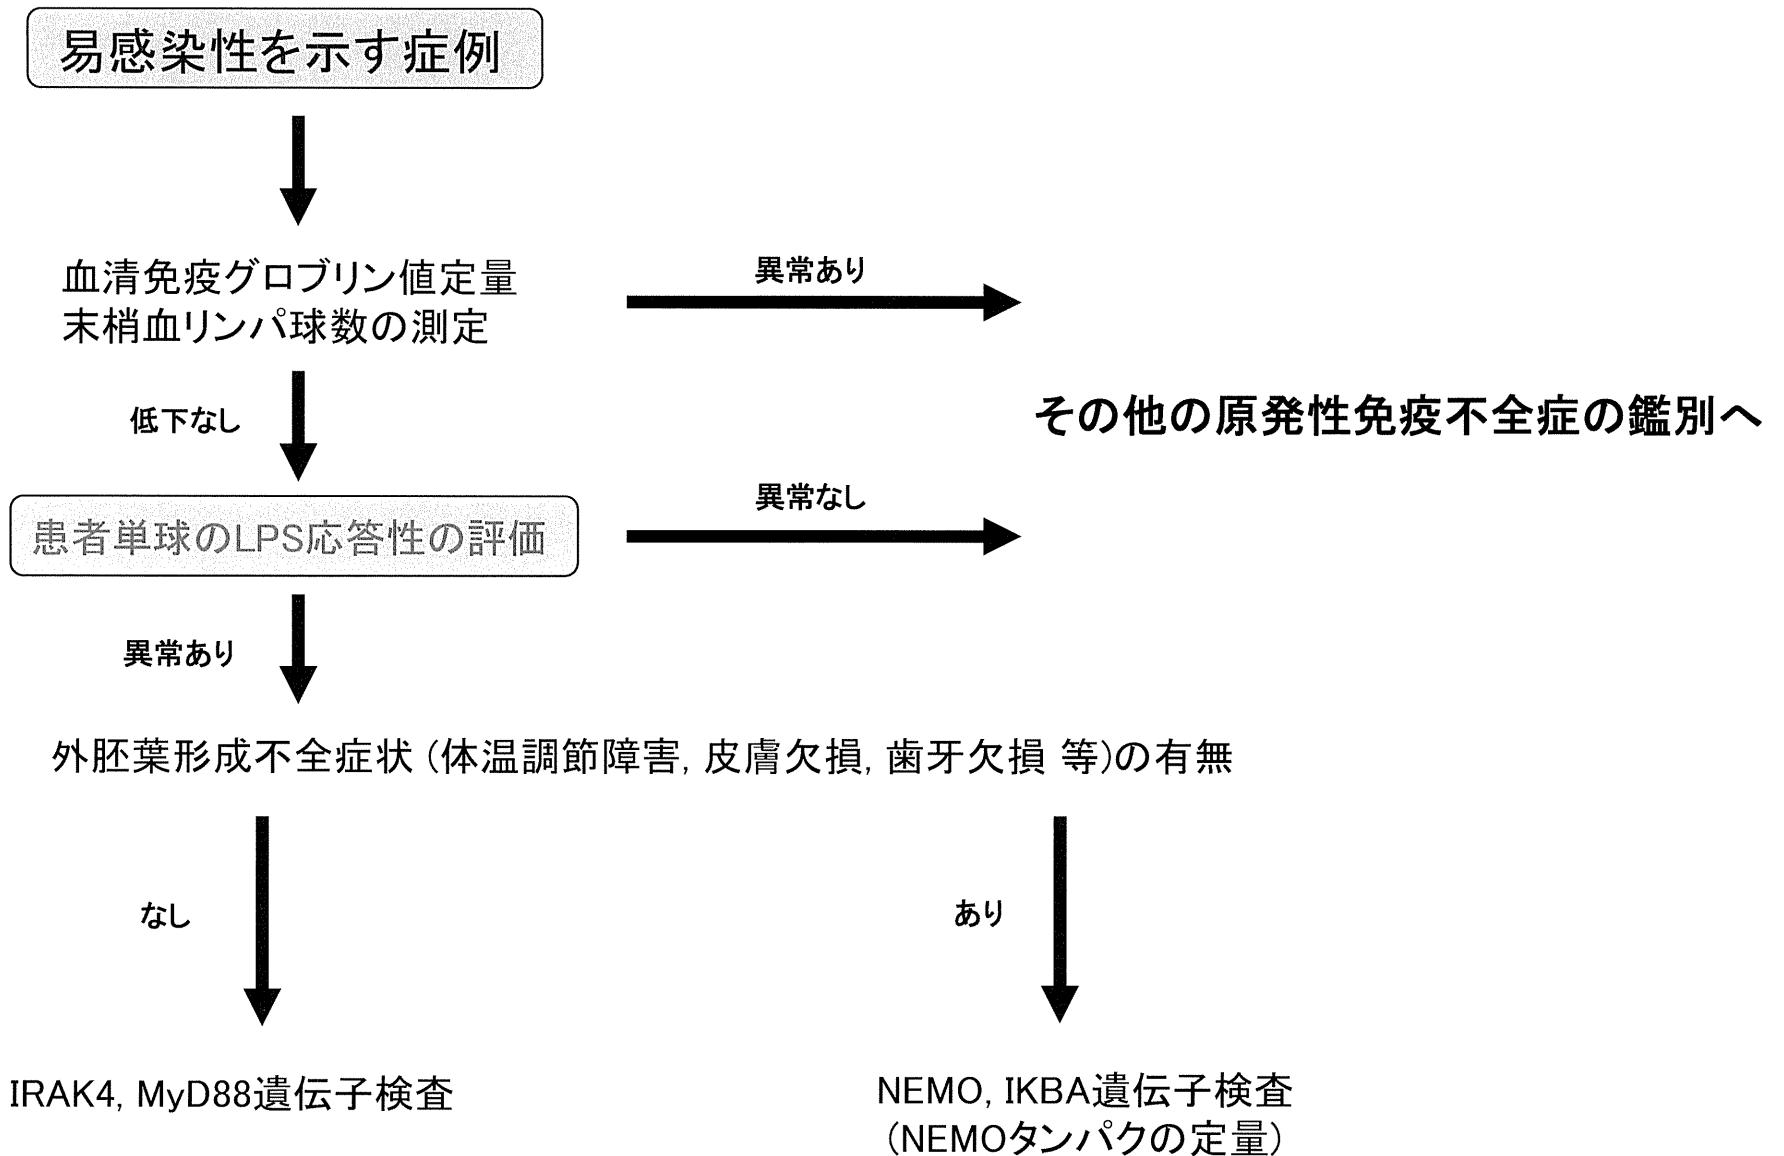 易感染性を示す症例
血清免疫グロブリン値定量
末梢血リンパ球数の測定
異常あり
低下なし
その他の原発性免疫不全症の鑑別へ
患者単球のLPS応答性の評価
異常なし
異常あり
外胚葉形成不全症状 (体温調節障害, 皮膚欠損, 歯牙欠損 等)の有無
なし
あり
IRAK4, MyD88遺伝子検査
NEMO, IKBA遺伝子検査
(NEMOタンパクの定量)